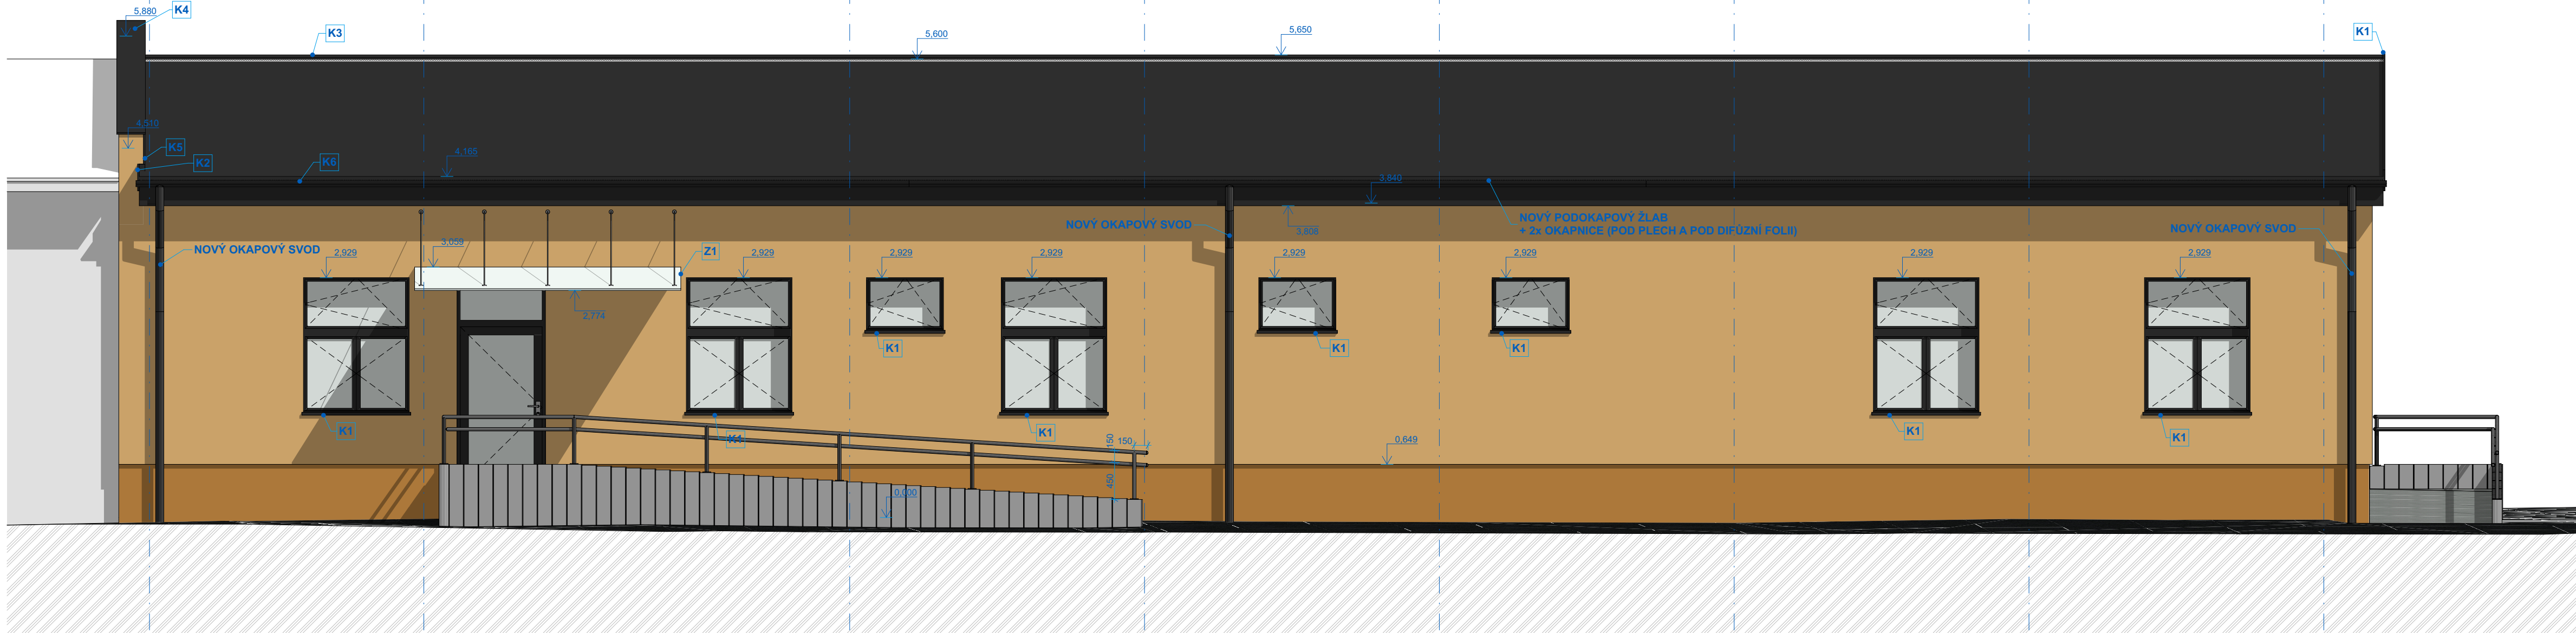 5,880
K4
K3
5,600
5,650
K1
4,510
K5
K2
K6
4,165
3,840
NOVÝ OKAPOVÝ SVOD
NOVÝ OKAPOVÝ SVOD
3,808
NOVÝ PODOKAPOVÝ ŽLAB
+ 2x OKAPNICE (POD PLECH A POD DIFÚZNÍ FOLII)
NOVÝ OKAPOVÝ SVOD
2,929
3,059
Z1
2,929
2,929
2,929
2,929
2,929
2,929
2,929
2,774
K1
K1
K1
K1
K1
K1
K1
K1
150
150
450
0,649
0,000